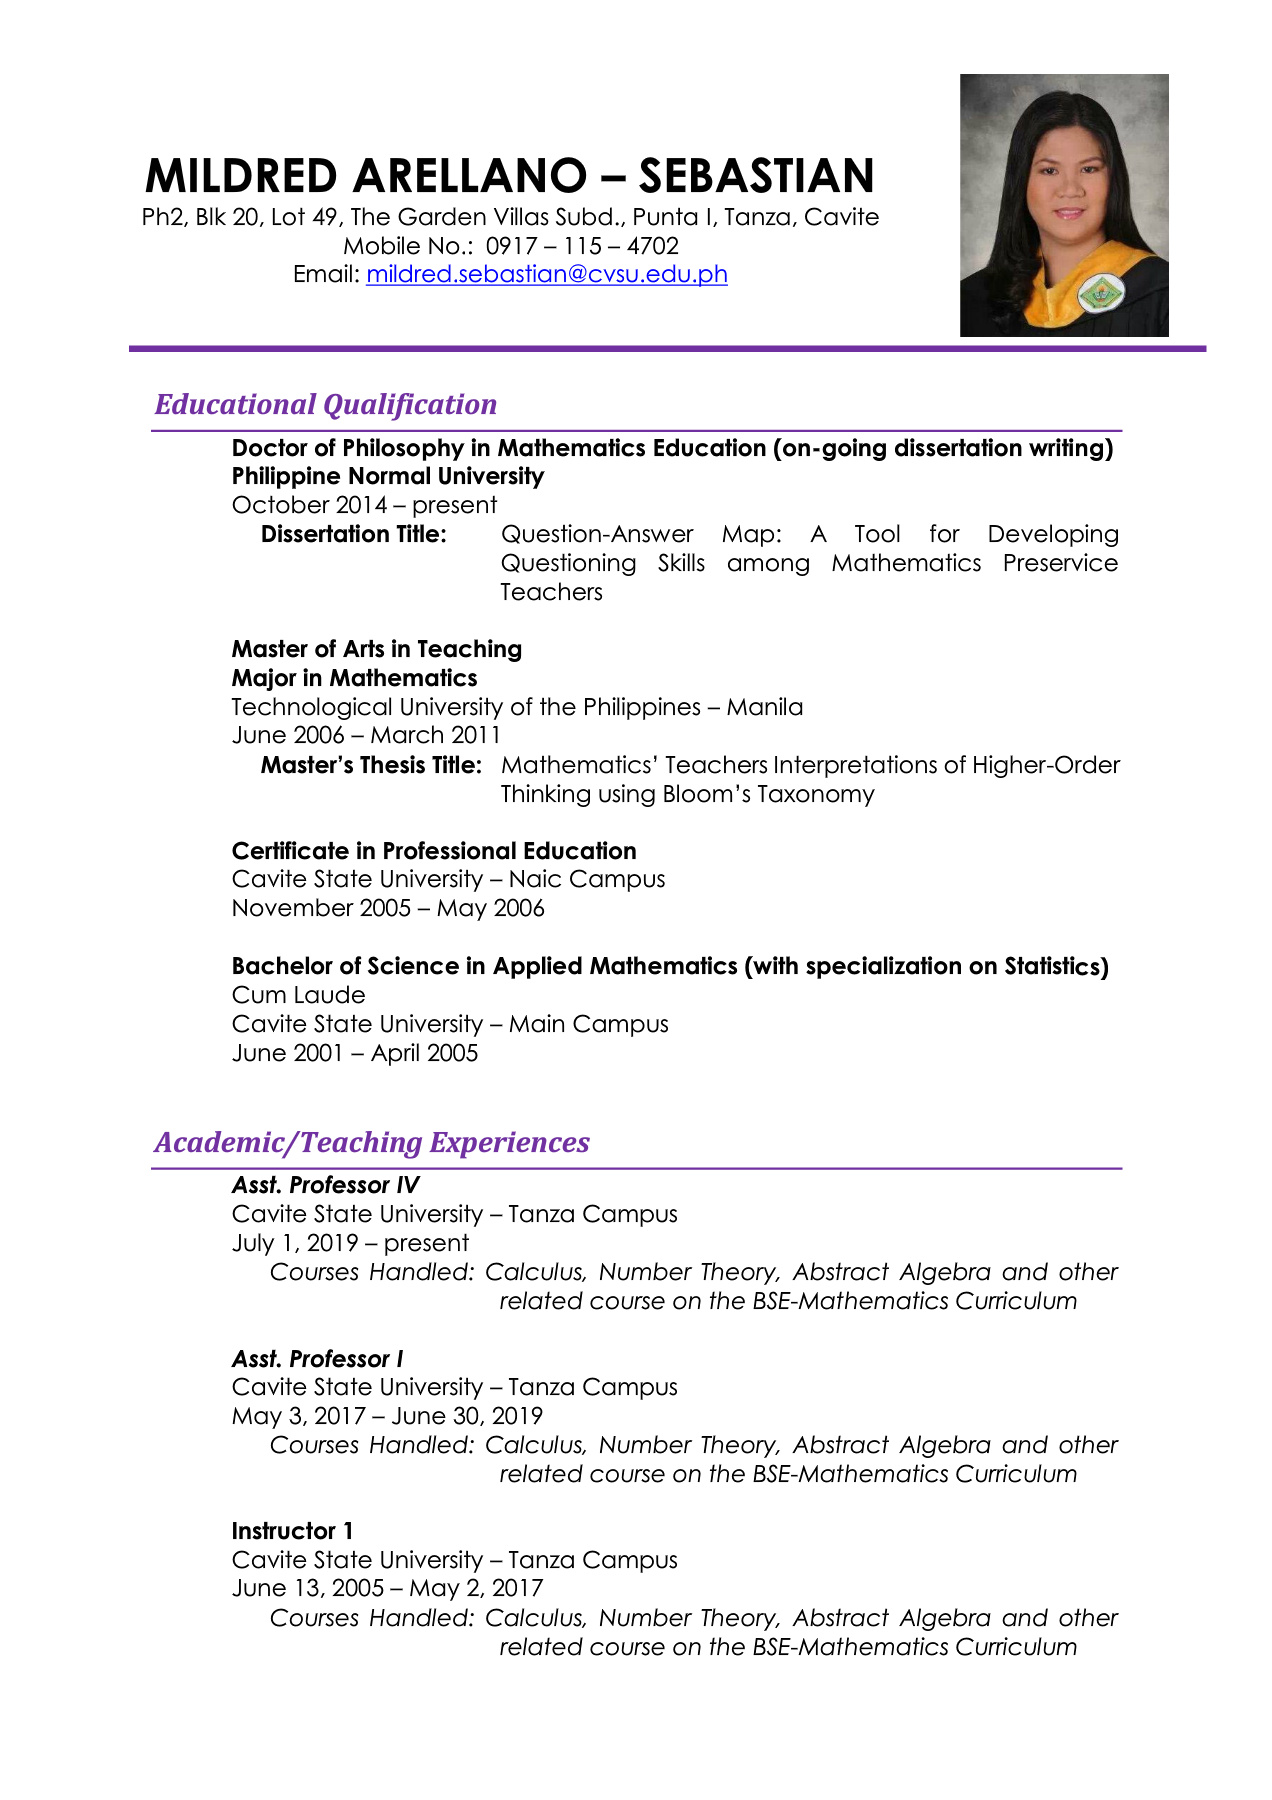 MILDRED ARELLANO – SEBASTIAN
Ph2, Blk 20, Lot 49, The Garden Villas Subd., Punta I, Tanza, Cavite
Mobile No.: 0917 – 115 – 4702
Email: mildred.sebastian@cvsu.edu.ph
Educational Qualification
Doctor of Philosophy in Mathematics Education (on-going dissertation writing)
Philippine Normal University
October 2014 – present
Dissertation Title: Question-Answer Map: A Tool for Developing
Questioning Skills among Mathematics Preservice
Teachers
Master of Arts in Teaching
Major in Mathematics
Technological University of the Philippines – Manila
June 2006 – March 2011
Master’s Thesis Title: Mathematics’ Teachers Interpretations of Higher-Order
Thinking using Bloom’s Taxonomy
Certificate in Professional Education
Cavite State University – Naic Campus
November 2005 – May 2006
Bachelor of Science in Applied Mathematics (with specialization on Statistics)
Cum Laude
Cavite State University – Main Campus
June 2001 – April 2005
Academic/Teaching Experiences
Asst. Professor IV
Cavite State University – Tanza Campus
July 1, 2019 – present
Courses Handled: Calculus, Number Theory, Abstract Algebra and other
related course on the BSE-Mathematics Curriculum
Asst. Professor I
Cavite State University – Tanza Campus
May 3, 2017 – June 30, 2019
Courses Handled: Calculus, Number Theory, Abstract Algebra and other
related course on the BSE-Mathematics Curriculum
Instructor 1
Cavite State University – Tanza Campus
June 13, 2005 – May 2, 2017
Courses Handled: Calculus, Number Theory, Abstract Algebra and other
related course on the BSE-Mathematics Curriculum